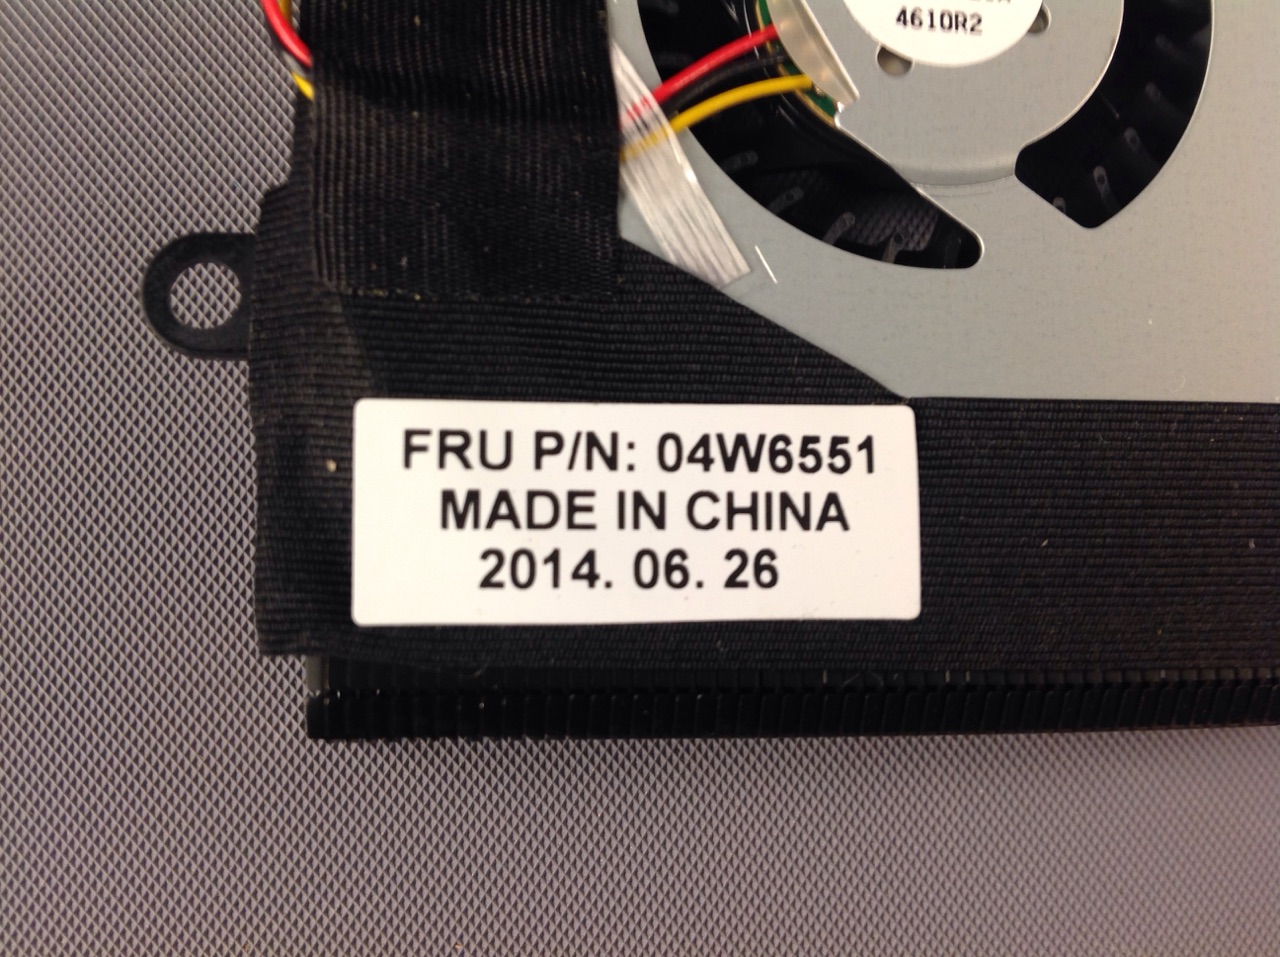 4610R2
FRU P/N: 04W6551
MADE IN CHINA
2014. 06. 26